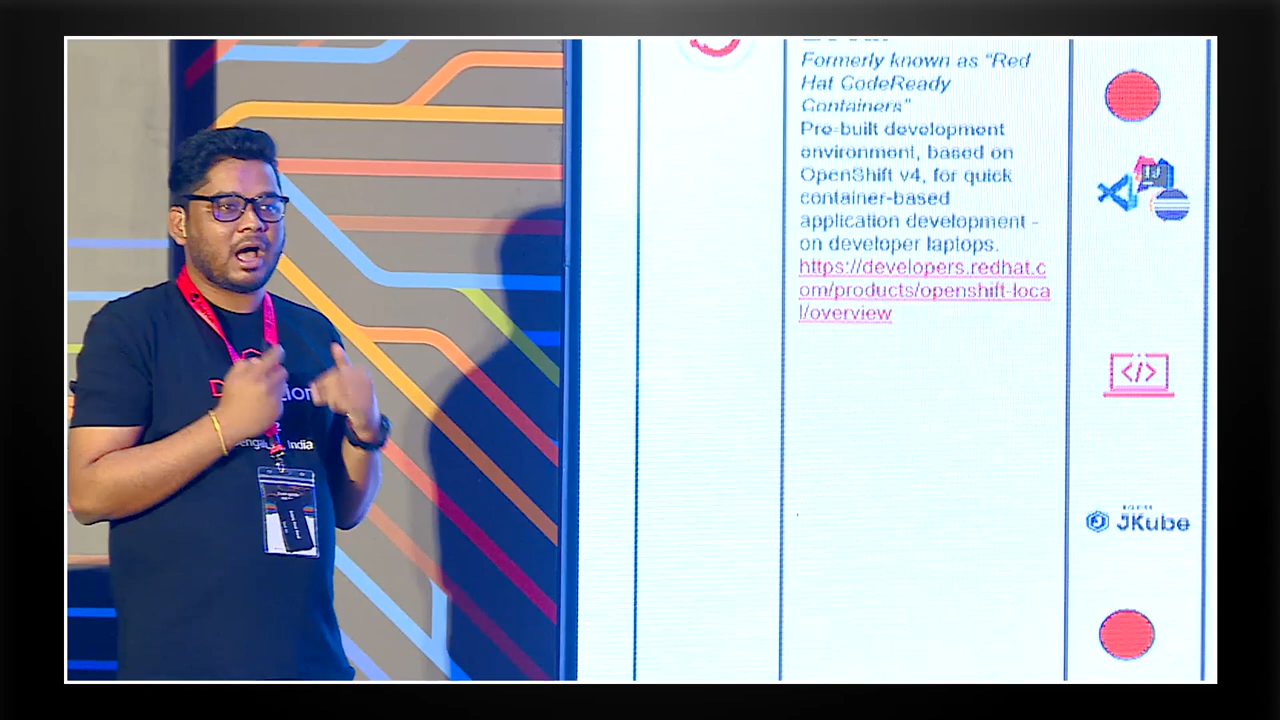 Formerly known as "Red
Hat CodeReady
Containers"
Pre-built development
environment, based on
OpenShift v4, for quick
container-based
application development -
on developer laptops.
https://developers.redhat.c
om/products/openshift-loca
l/overview
IJ
</>
JKube
India